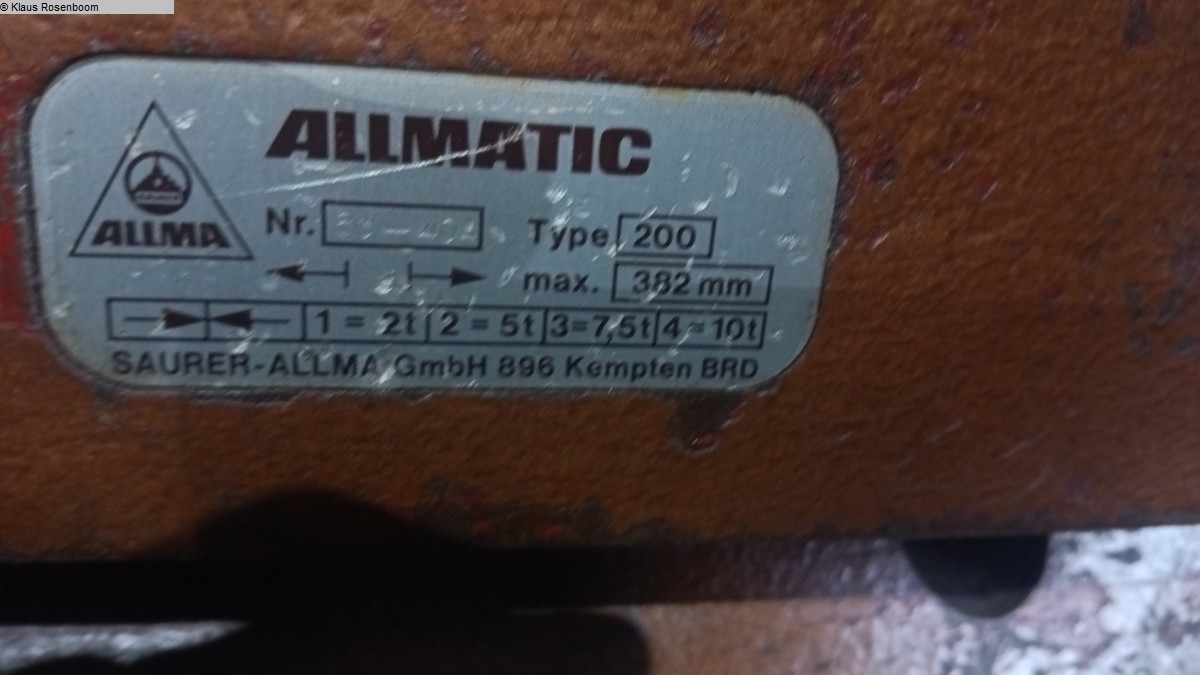 © Klaus Rosenboom
ALLMATIC
SAURER
ALLMA
Nr. Type 200
max. 382 mm
1 = 2t 2 = 5t 3=7,5t 4=10t
SAURER-ALLMA GmbH 896 Kempten BRD